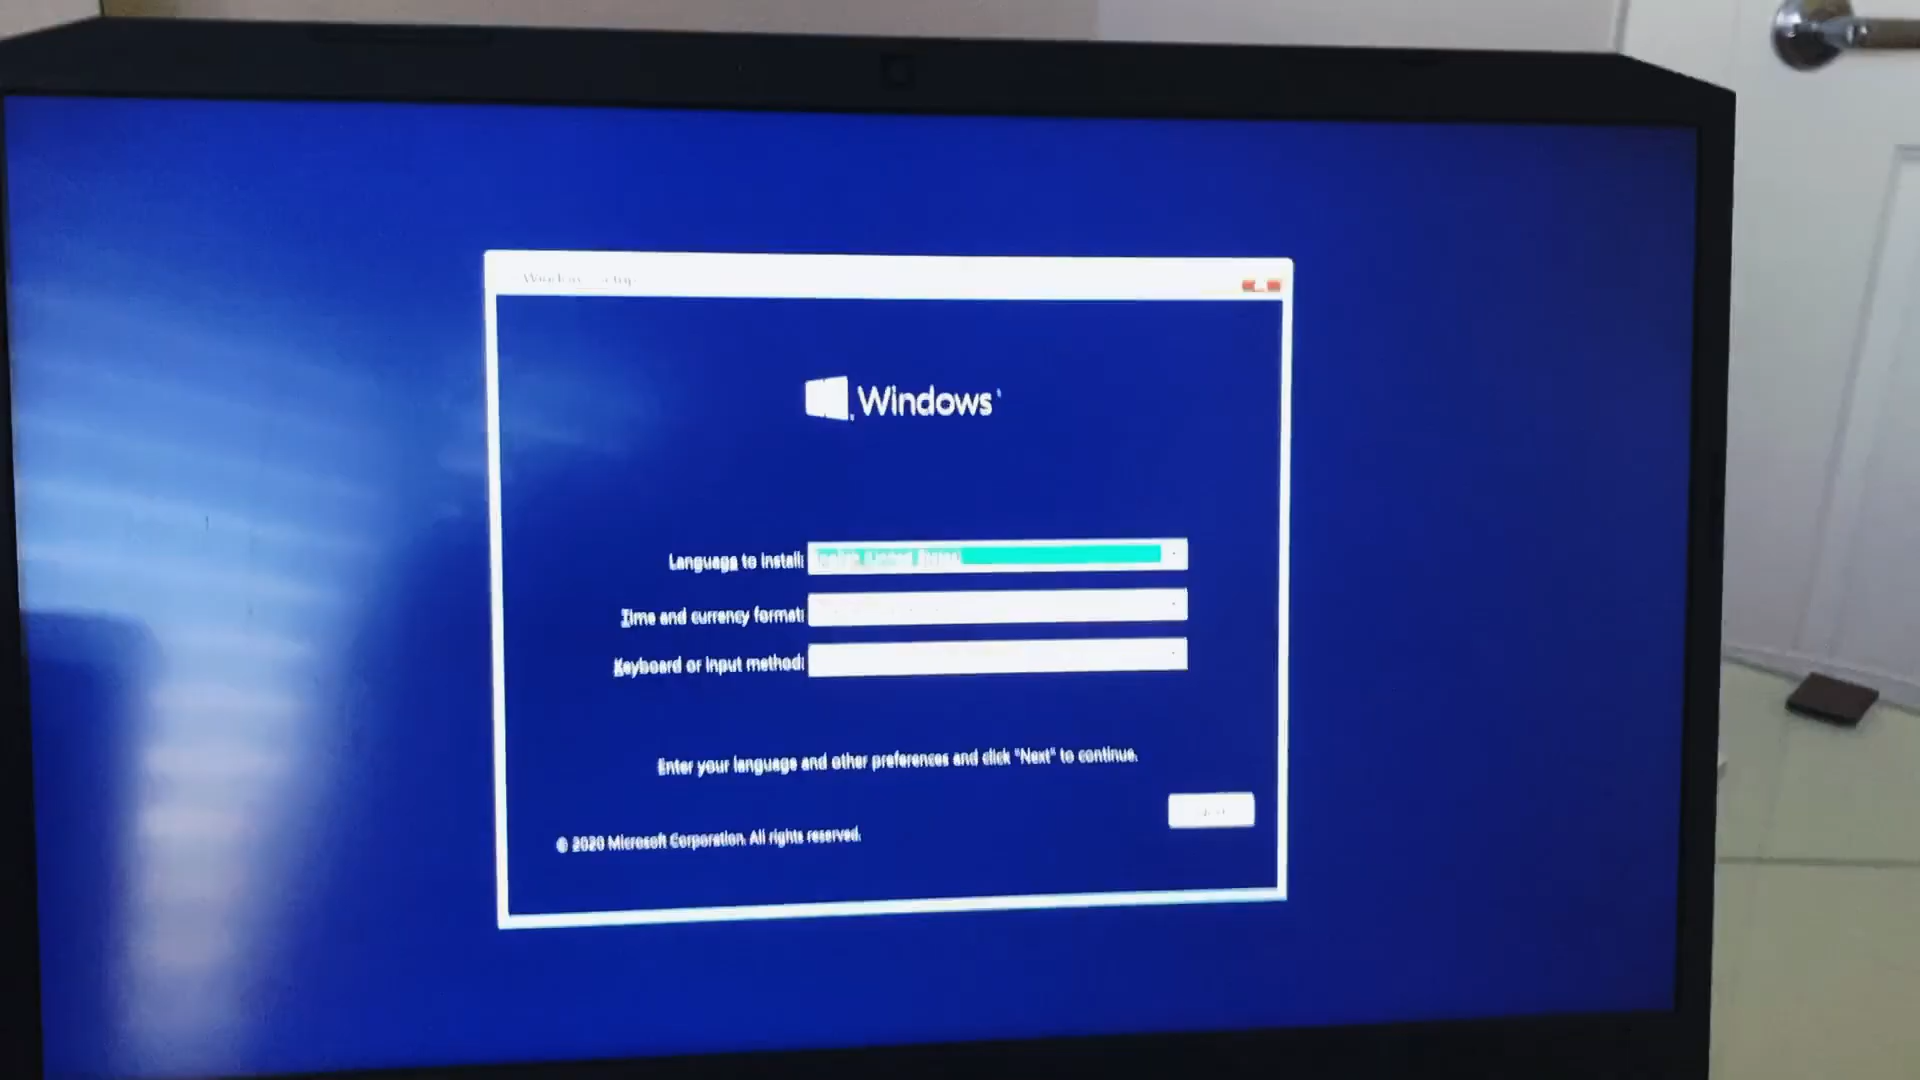 Windows
Language to install:
Time and currency format:
Keyboard or input method:
Enter your language and other preferences and click "Next" to continue.
© 2020 Microsoft Corporation. All rights reserved.